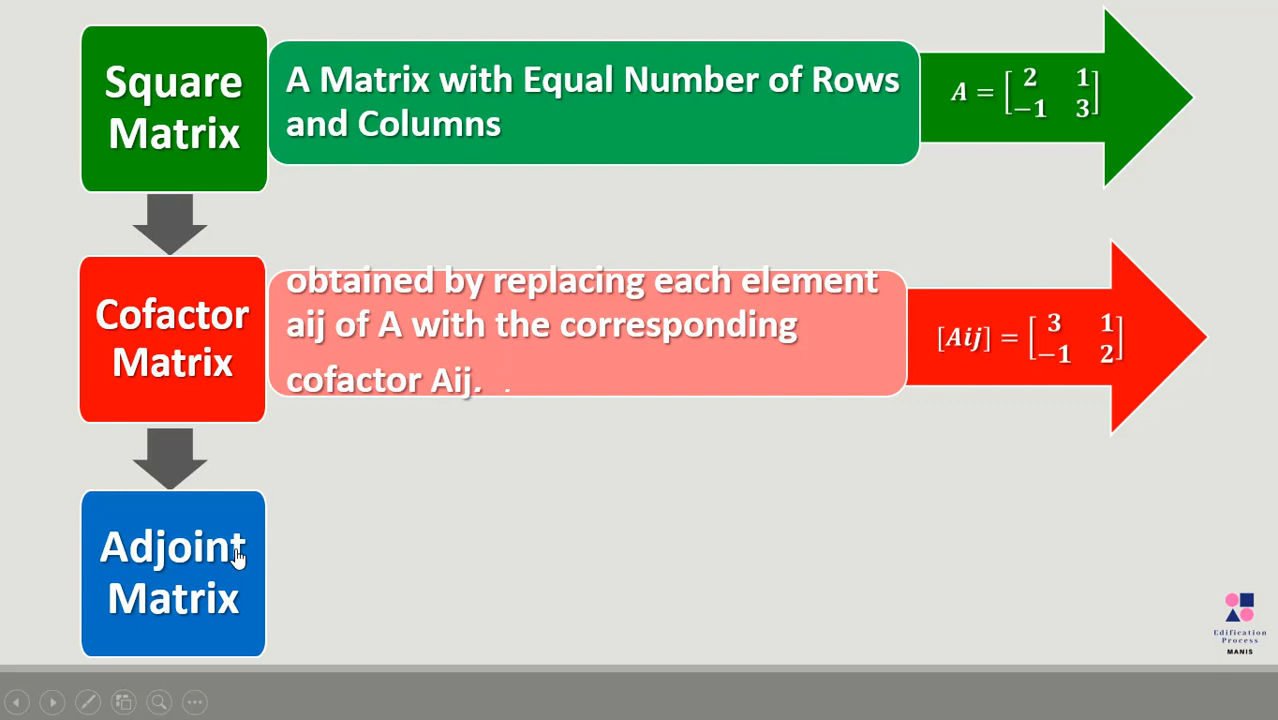 Square
Matrix
A Matrix with Equal Number of Rows
and Columns
A = [2 1
−1 3]
Cofactor
Matrix
obtained by replacing each element
aij of A with the corresponding
cofactor Aij. .
[Aij] = [3 1
−1 2]
Adjoint
Matrix
Edification
Process
MANIS